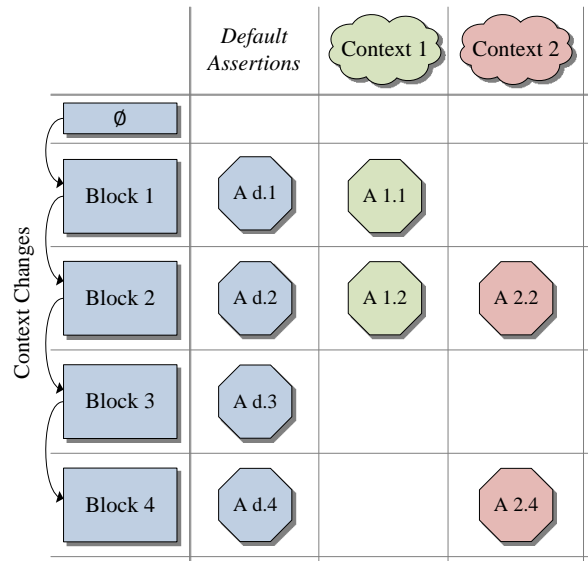 Default
Assertions
Context 1
Context 2
Ø
Block 1
A d.1
A 1.1
Block 2
A d.2
A 1.2
A 2.2
Block 3
A d.3
Block 4
A d.4
A 2.4
Context Changes